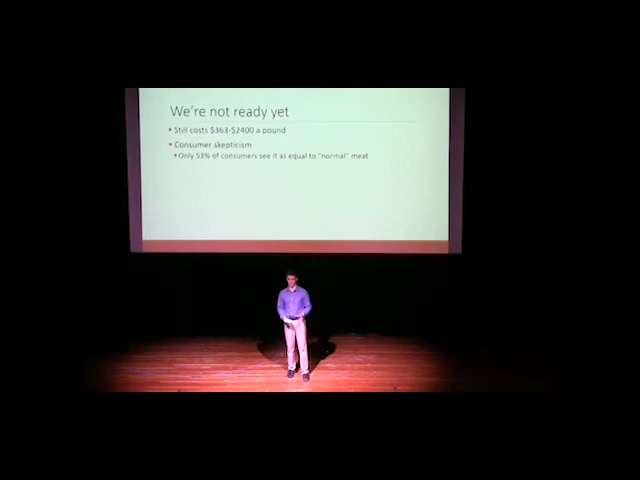 We're not ready yet
Still costs $363-$2400 a pound
Consumer skepticism
Only 53% of consumers see it as equal to "normal" meat